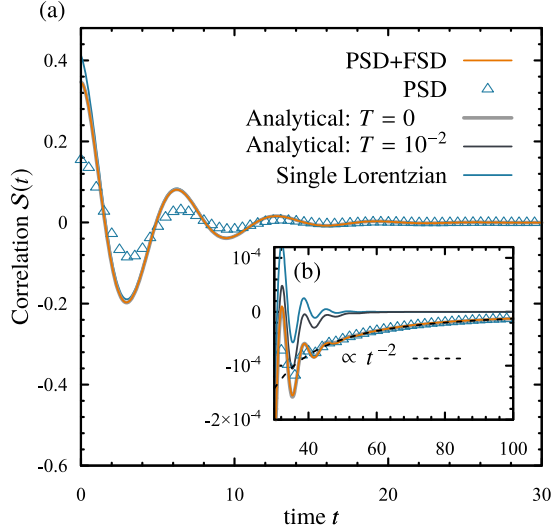 (a)
PSD+FSD
PSD
Analytical: T = 0
Analytical: T = 10⁻²
Single Lorentzian
Correlation S(t)
0.4
0.2
0
-0.2
-0.4
-0.6
(b)
10⁻⁴
0
-10⁻⁴
-2×10⁻⁴
∝ t⁻²
40 60 80 100
0 10 20 30
time t